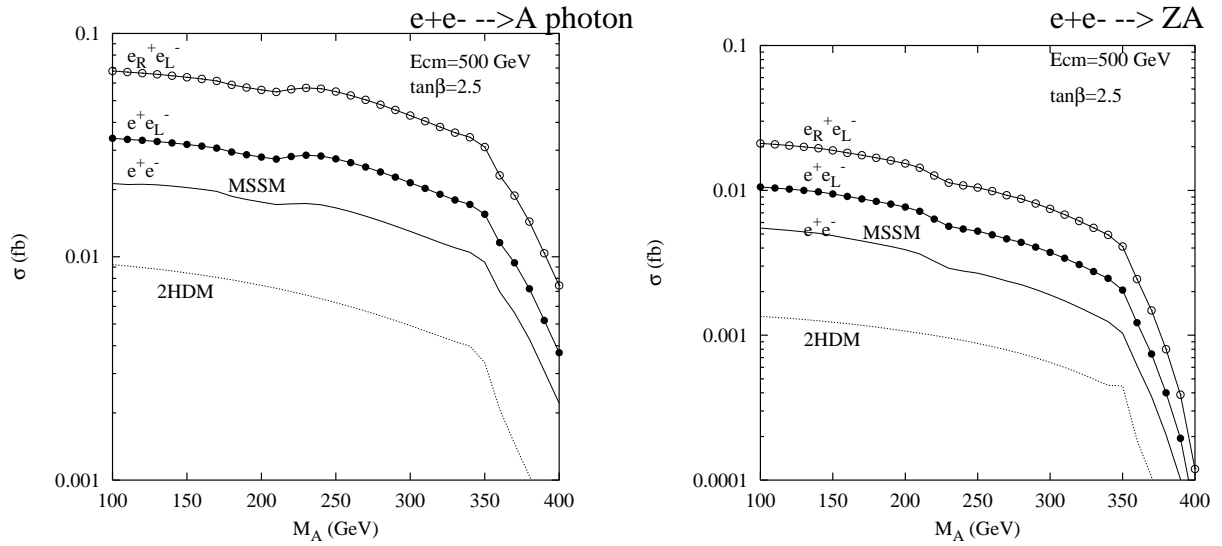 e+e- -->A photon
0.1
0.01
0.001
σ (fb)
100 150 200 250 300 350 400
M_A (GeV)
Ecm=500 GeV
tanβ=2.5
e_R^+e_L^-
e^+e_L^-
e^+e^-
MSSM
2HDM
e+e- --> ZA
0.1
0.01
0.001
0.0001
σ (fb)
100 150 200 250 300 350 400
M_A (GeV)
Ecm=500 GeV
tanβ=2.5
e_R^+e_L^-
e^+e_L^-
e^+e^-
MSSM
2HDM